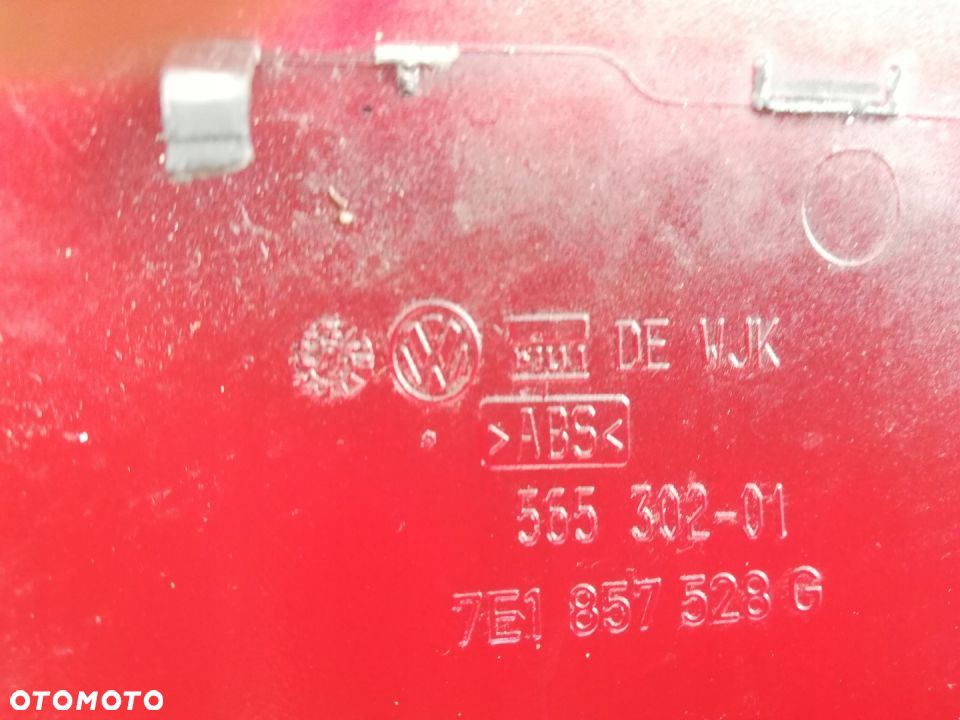 DE WJK
>ABS<
565 302-01
7E1 857 528 G
OTOMOTO